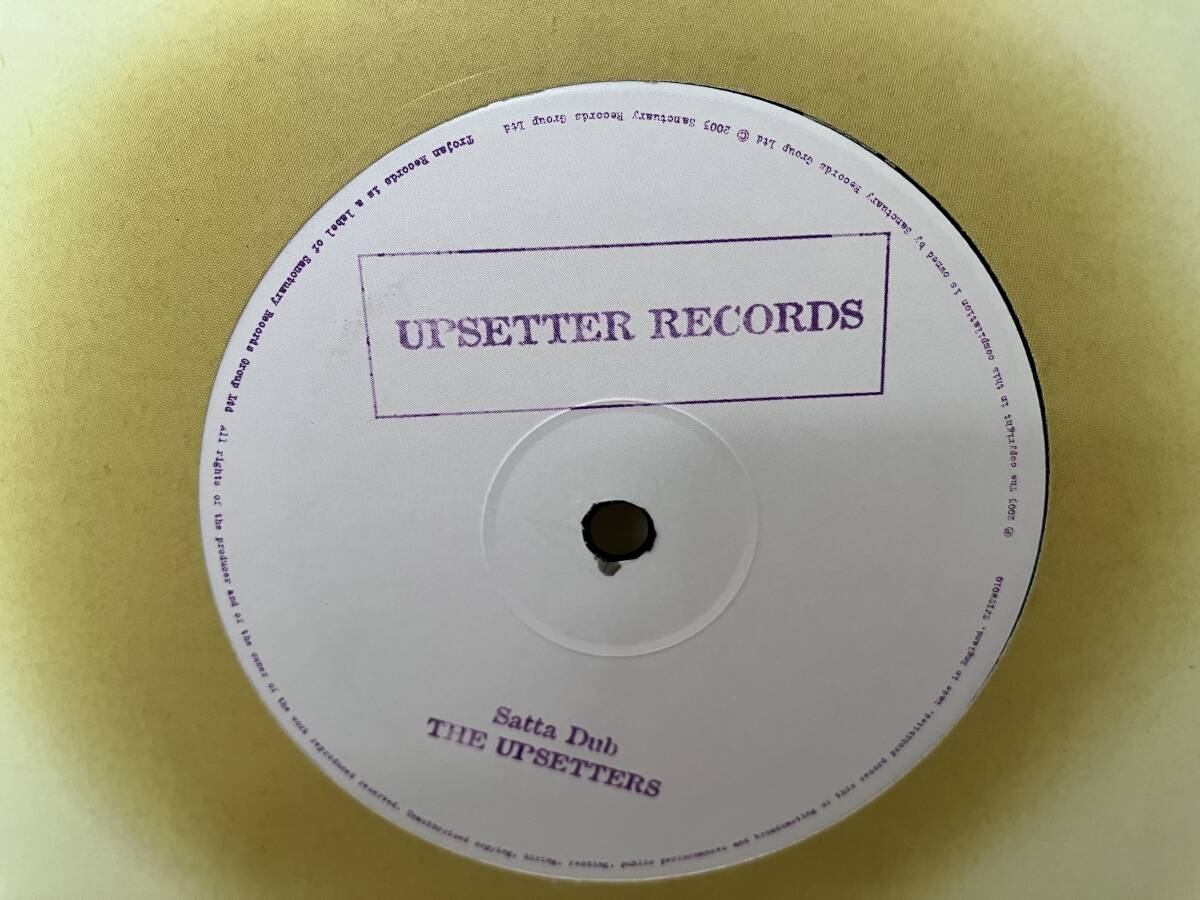 UPSETTER RECORDS
Satta Dub
THE UPSETTERS
Trojan Records is a label of Sanctuary Records Group Ltd
℗ 2003 The copyright in this compilation is owned by Sanctuary Records Group Ltd © 2003 Sanctuary Records Group Ltd
All rights of the producer and of the owner of the work reproduced reserved. Unauthorised copying, hiring, renting, public performance, and broadcasting of this record prohibited. Made in England.